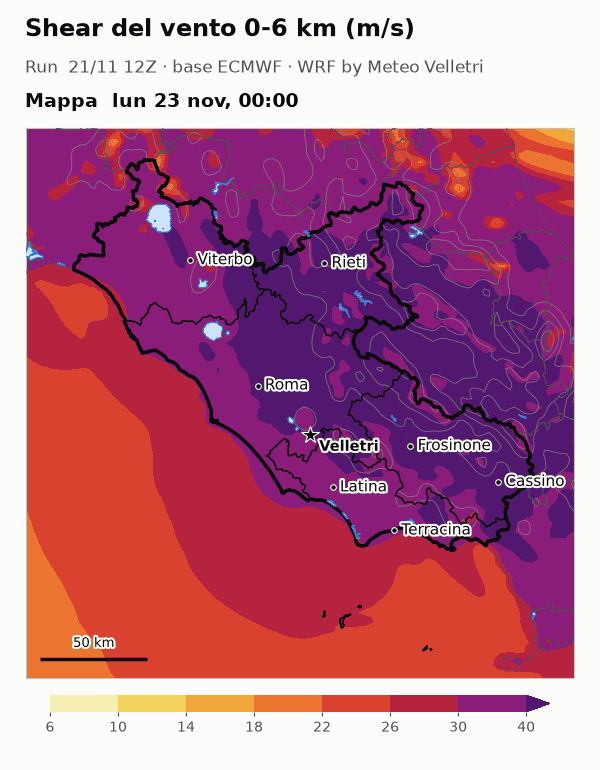 Shear del vento 0-6 km (m/s)
Run 21/11 12Z · base ECMWF · WRF by Meteo Velletri
Mappa lun 23 nov, 00:00
Viterbo
Rieti
Roma
Velletri
Frosinone
Cassino
Latina
Terracina
50 km
6 10 14 18 22 26 30 40